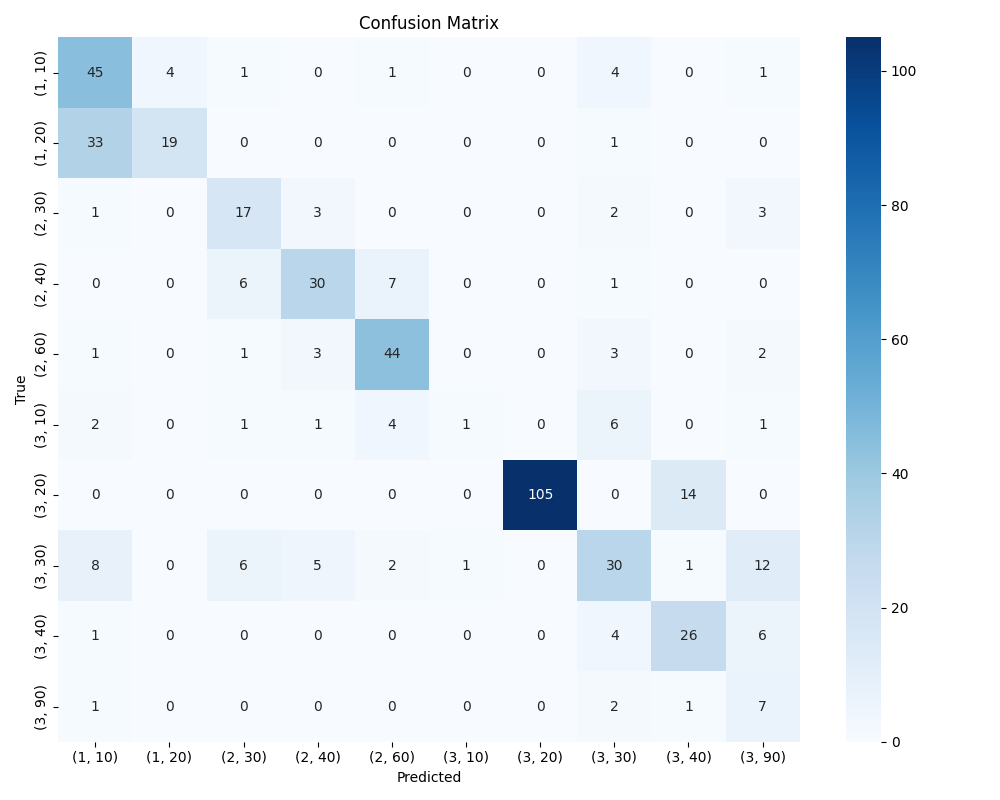 Confusion Matrix
(1, 10) 45 4 1 0 1 0 0 4 0 1
(1, 20) 33 19 0 0 0 0 0 1 0 0
(2, 30) 1 0 17 3 0 0 0 2 0 3
(2, 40) 0 0 6 30 7 0 0 1 0 0
(2, 60) 1 0 1 3 44 0 0 3 0 2
(3, 10) 2 0 1 1 4 1 0 6 0 1
(3, 20) 0 0 0 0 0 0 105 0 14 0
(3, 30) 8 0 6 5 2 1 0 30 1 12
(3, 40) 1 0 0 0 0 0 0 4 26 6
(3, 90) 1 0 0 0 0 0 0 2 1 7
(1, 10) (1, 20) (2, 30) (2, 40) (2, 60) (3, 10) (3, 20) (3, 30) (3, 40) (3, 90)
Predicted
True
100
80
60
40
20
0